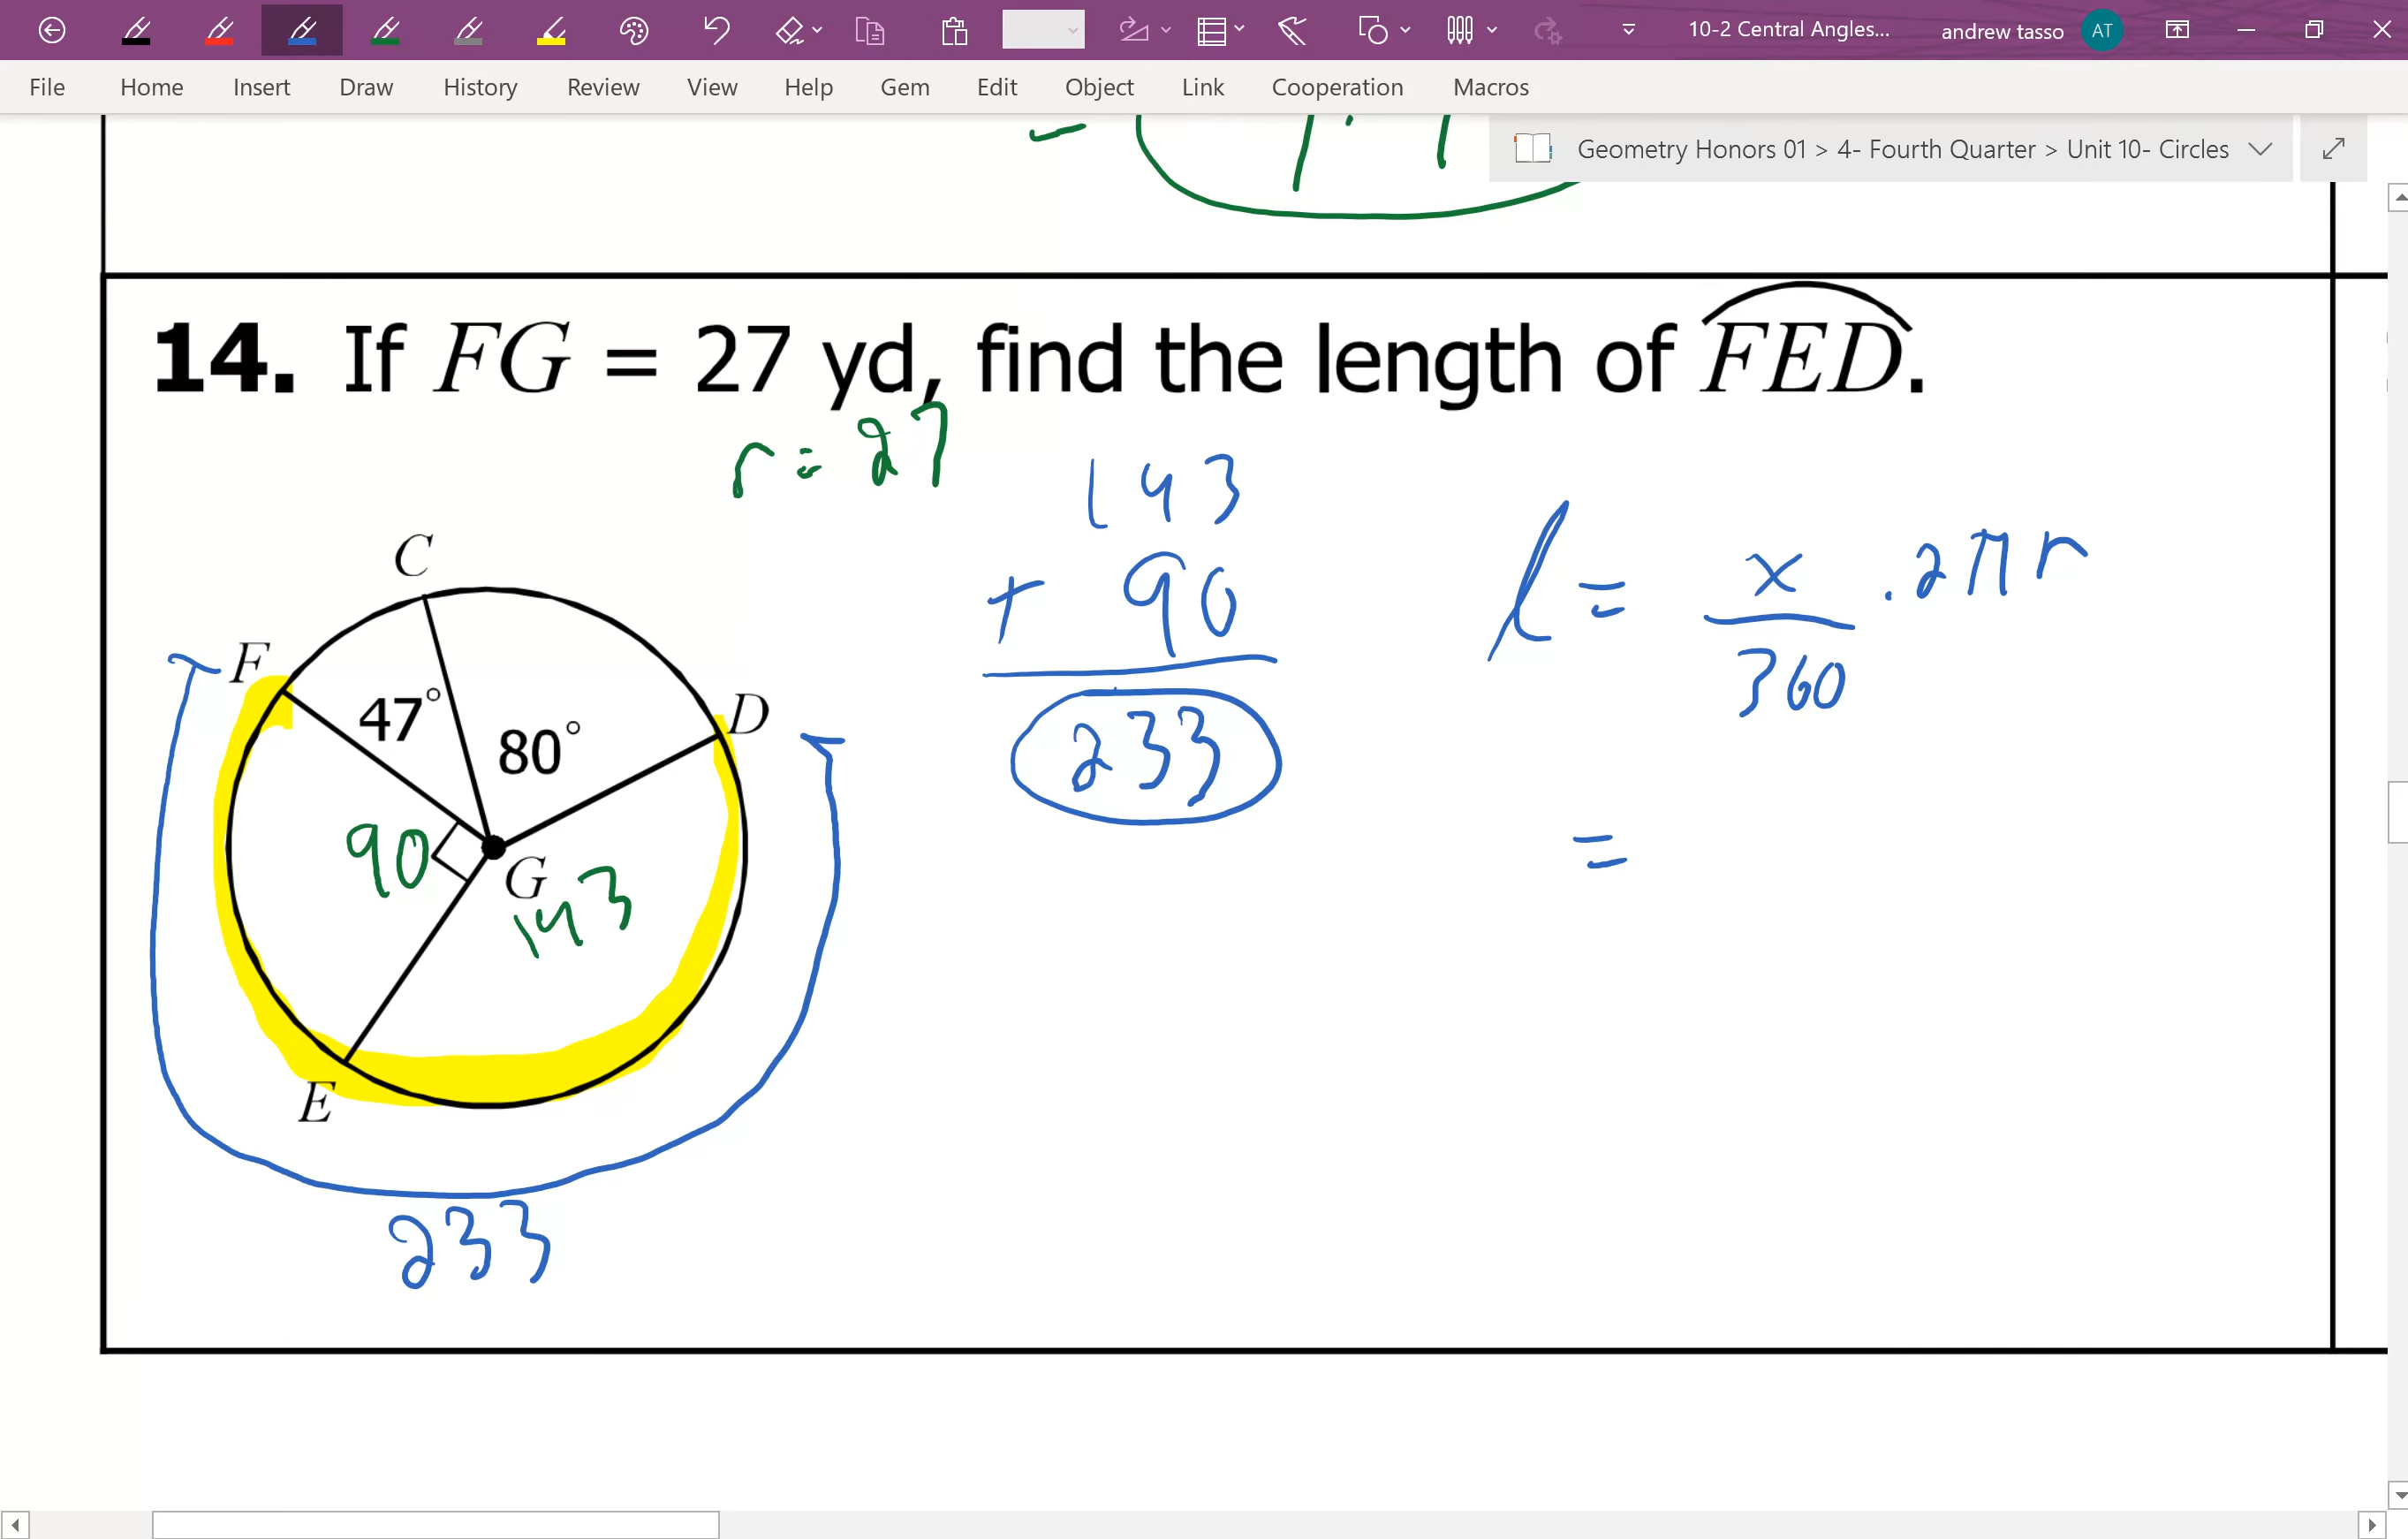 10-2 Central Angles...
andrew tasso
AT
File Home Insert Draw History Review View Help Gem Edit Object Link Cooperation Macros
Geometry Honors 01 > 4- Fourth Quarter > Unit 10- Circles
14. If FG = 27 yd, find the length of FED.
r = 27
143
+ 90
233
l = x/360 . 2πr
=
C
F
47°
D
80°
90
G
143
E
233